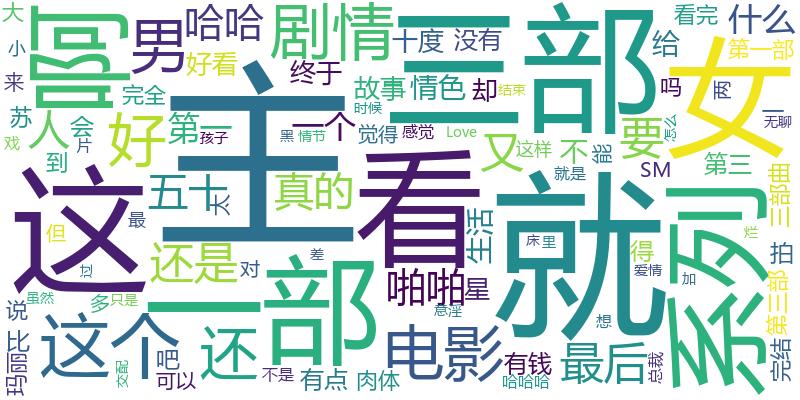 大
啊
男
哈哈
剧情
三部
十度
没有
给
看完
什么
小
来
好看
终于
故事
情色
却
吗
两
第一部
一
无聊
女
苏
戏
完全
时候
结束
人
会
片
好
第一
孩子
主
一个
黑
情节
觉得
感觉
Love
又
这样
不
能
要
怎么
到
这
五十
太
真的
看
就是
SM
第三
三部曲
就
系列
最
但
还是
对
生活
床
里
得
爱情
加
烂
拍
过
一部
差
啪啪
星
意淫
想
虽然
多
只是
说
第三部
玛丽
比
这个
吧
还
电影
有钱
最后
总裁
完结
交配
可以
不是
有点
肉体
哈哈哈